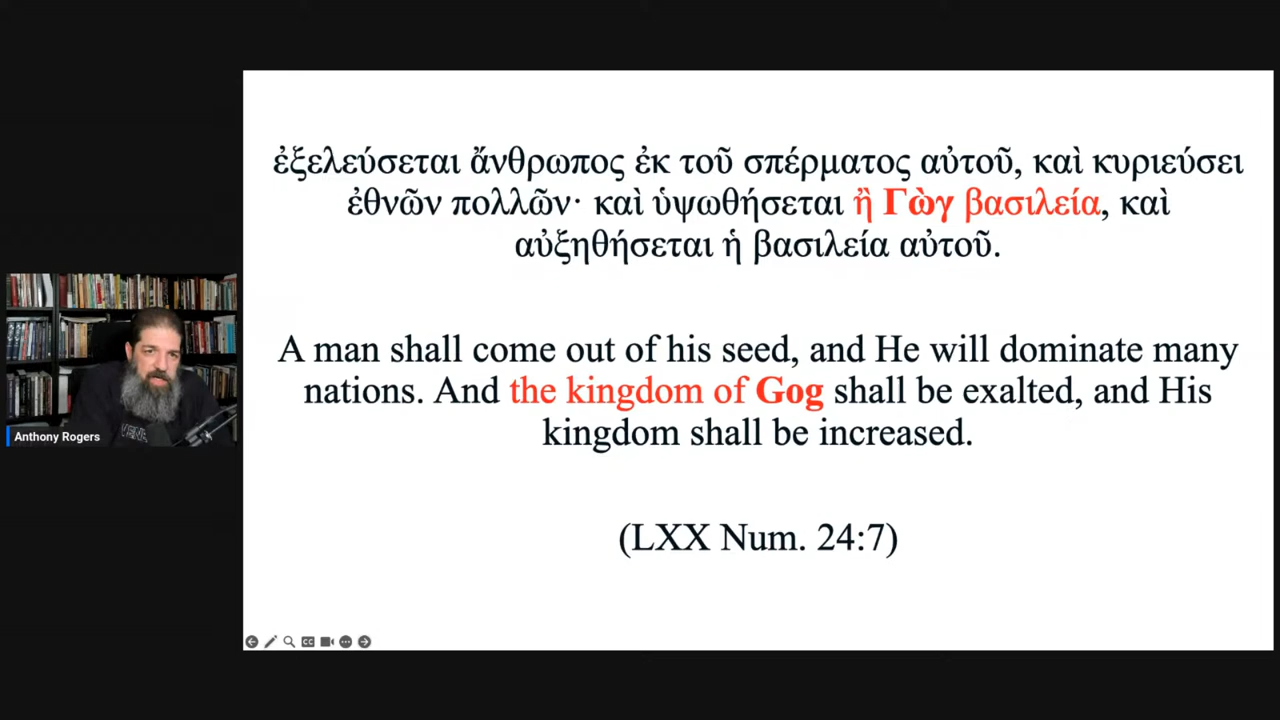 ἐξελεύσεται ἄνθρωπος ἐκ τοῦ σπέρματος αὐτοῦ, καὶ κυριεύσει
ἐθνῶν πολλῶν· καὶ ὑψωθήσεται ἢ Γὼγ βασιλεία, καὶ
αὐξηθήσεται ἡ βασιλεία αὐτοῦ.
A man shall come out of his seed, and He will dominate many
nations. And the kingdom of Gog shall be exalted, and His
kingdom shall be increased.
(LXX Num. 24:7)
Anthony Rogers